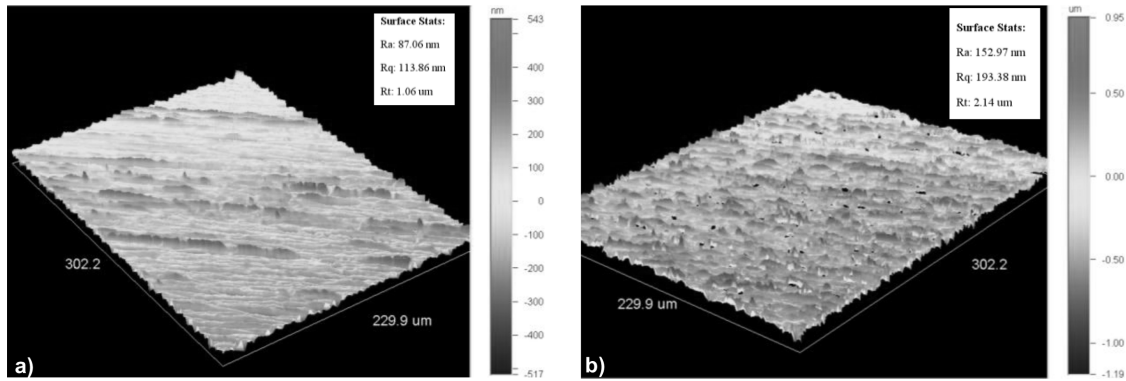 nm
543
400
300
200
100
0
-100
-200
-300
-400
-517
Surface Stats:
Ra: 87.06 nm
Rq: 113.86 nm
Rt: 1.06 um
302.2
229.9 um
a)
um
0.95
0.50
0.00
-0.50
-1.00
-1.19
Surface Stats:
Ra: 152.97 nm
Rq: 193.38 nm
Rt: 2.14 um
302.2
229.9 um
b)